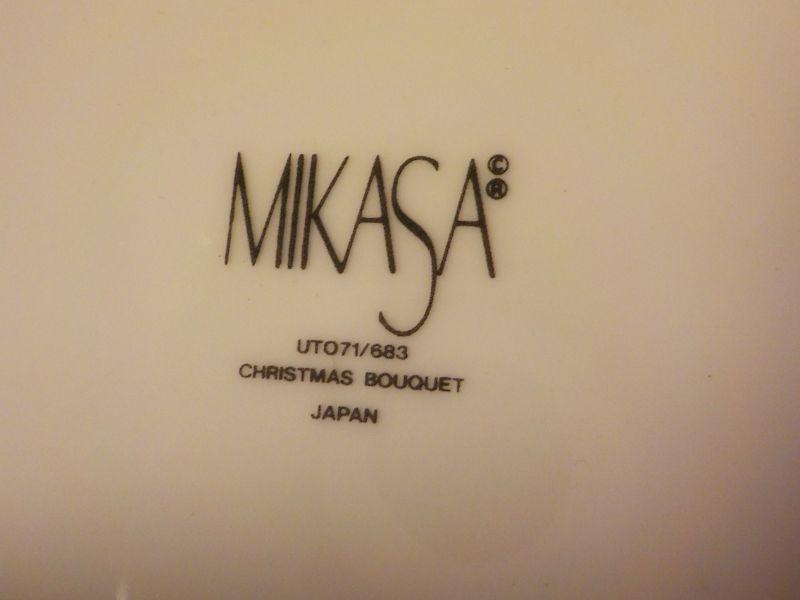 MIKASA©®
UT071/683
CHRISTMAS BOUQUET
JAPAN